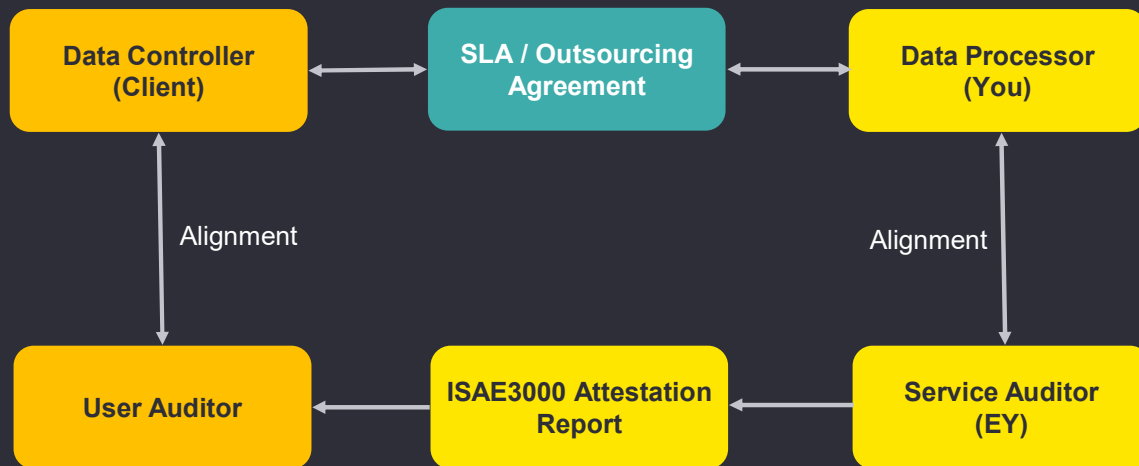 Data Controller
(Client)
SLA / Outsourcing
Agreement
Data Processor
(You)
Alignment
Alignment
User Auditor
ISAE3000 Attestation
Report
Service Auditor
(EY)